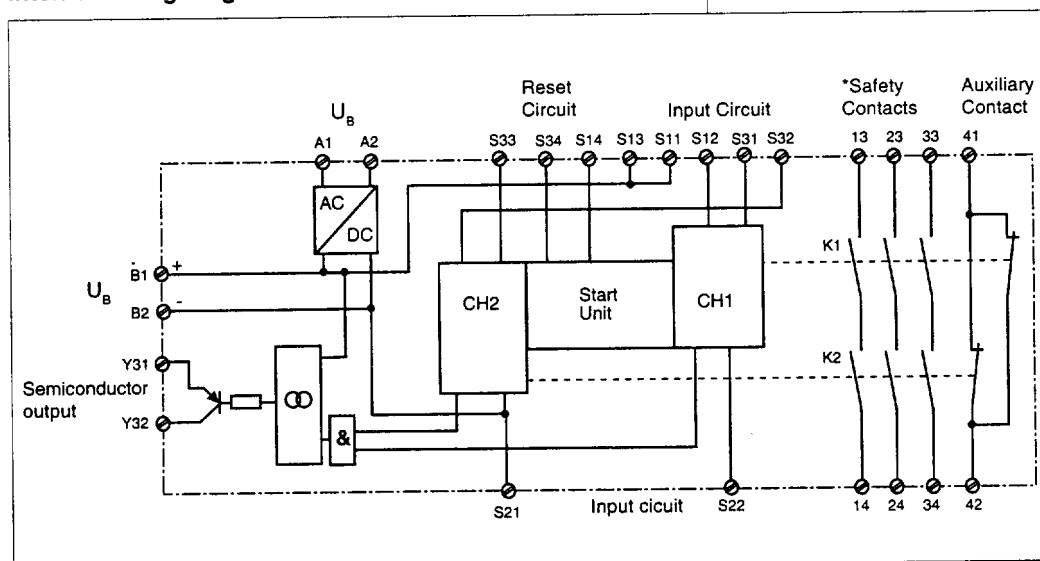 U_B
Reset
Circuit
Input Circuit
*Safety
Contacts
Auxiliary
Contact
A1 A2 S33 S34 S14 S13 S11 S12 S31 S32 13 23 33 41
AC
DC
K1
B1 +
U_B
B2 -
CH2
Start
Unit
CH1
K2
Y31
Semiconductor
output
Y32
&
S21
Input cicuit
S22
14 24 34 42